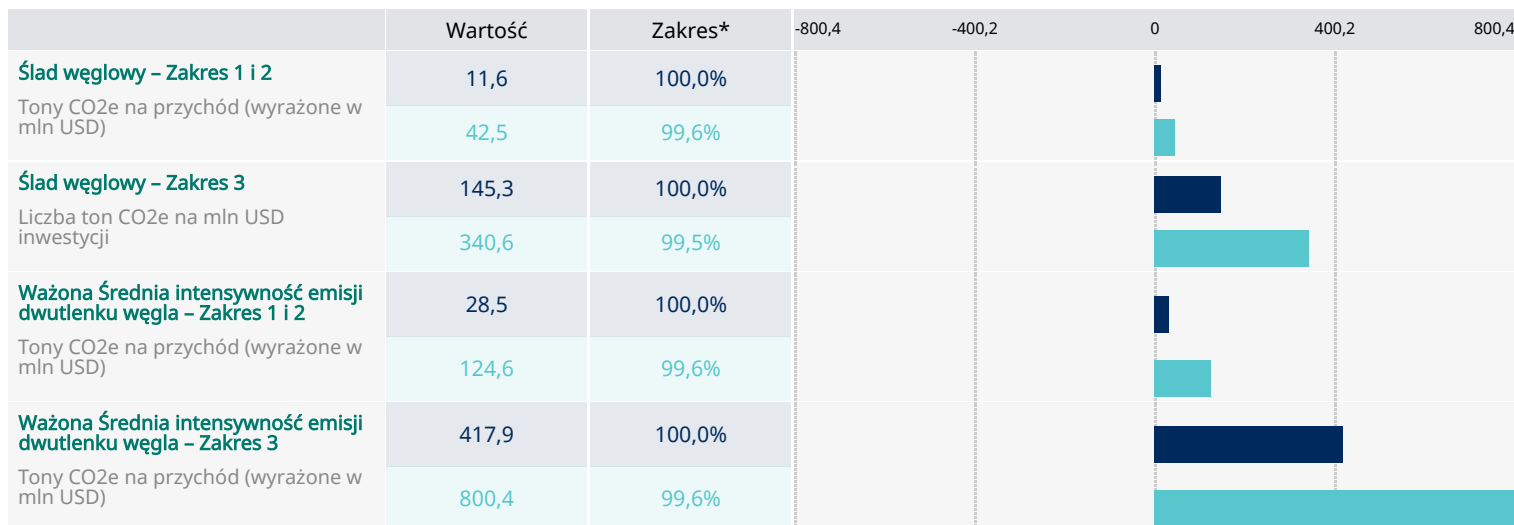 Wartość Zakres* -800,4 -400,2 0 400,2 800,4
Ślad węglowy – Zakres 1 i 2
Tony CO2e na przychód (wyrażone w
mln USD)
11,6 100,0%
42,5 99,6%
Ślad węglowy – Zakres 3
Liczba ton CO2e na mln USD
inwestycji
145,3 100,0%
340,6 99,5%
Ważona Średnia intensywność emisji
dwutlenku węgla – Zakres 1 i 2
Tony CO2e na przychód (wyrażone w
mln USD)
28,5 100,0%
124,6 99,6%
Ważona Średnia intensywność emisji
dwutlenku węgla – Zakres 3
Tony CO2e na przychód (wyrażone w
mln USD)
417,9 100,0%
800,4 99,6%